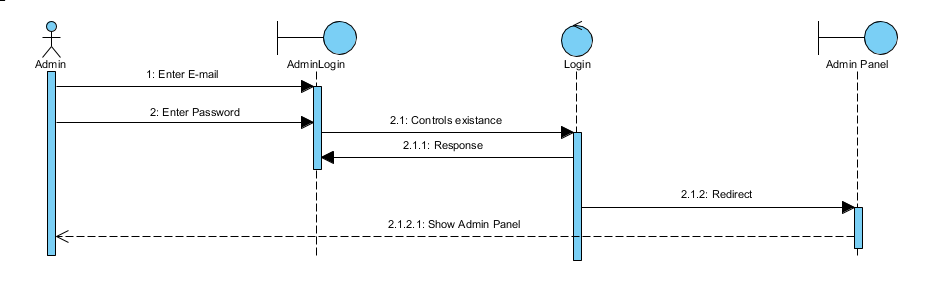 Admin
AdminLogin
Login
Admin Panel
1: Enter E-mail
2: Enter Password
2.1: Controls existance
2.1.1: Response
2.1.2: Redirect
2.1.2.1: Show Admin Panel